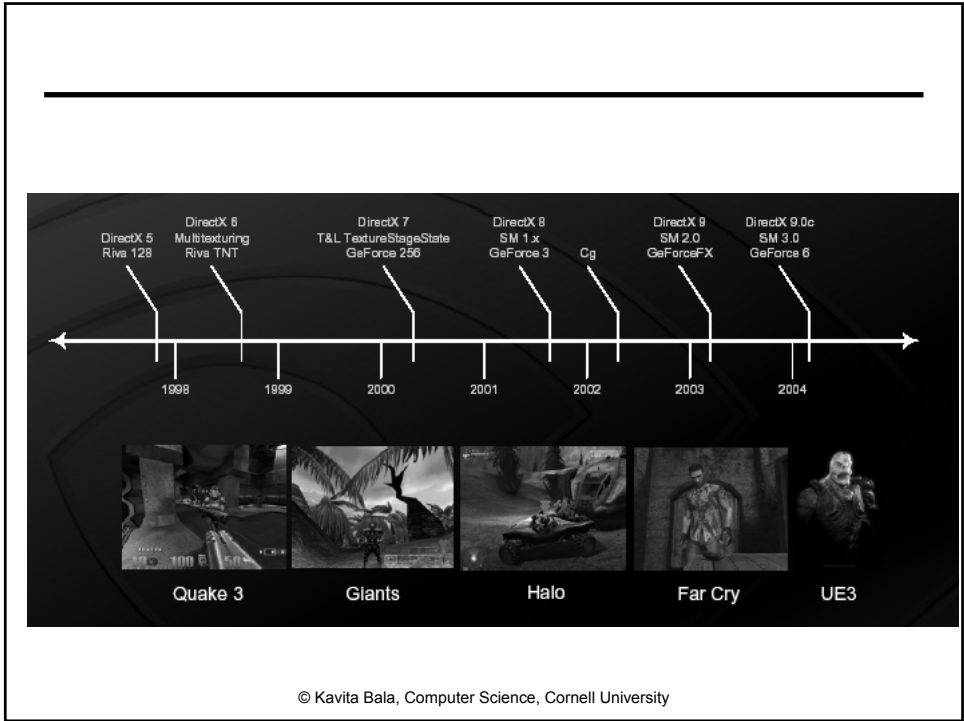 DirectX 5
Riva 128
DirectX 6
Multitexturing
Riva TNT
DirectX 7
T&L TextureStageState
GeForce 256
DirectX 8
SM 1.x
GeForce 3
Cg
DirectX 9
SM 2.0
GeForceFX
DirectX 9.0c
SM 3.0
GeForce 6
1998
1999
2000
2001
2002
2003
2004
100
50
Quake 3
Giants
Halo
Far Cry
UE3
© Kavita Bala, Computer Science, Cornell University